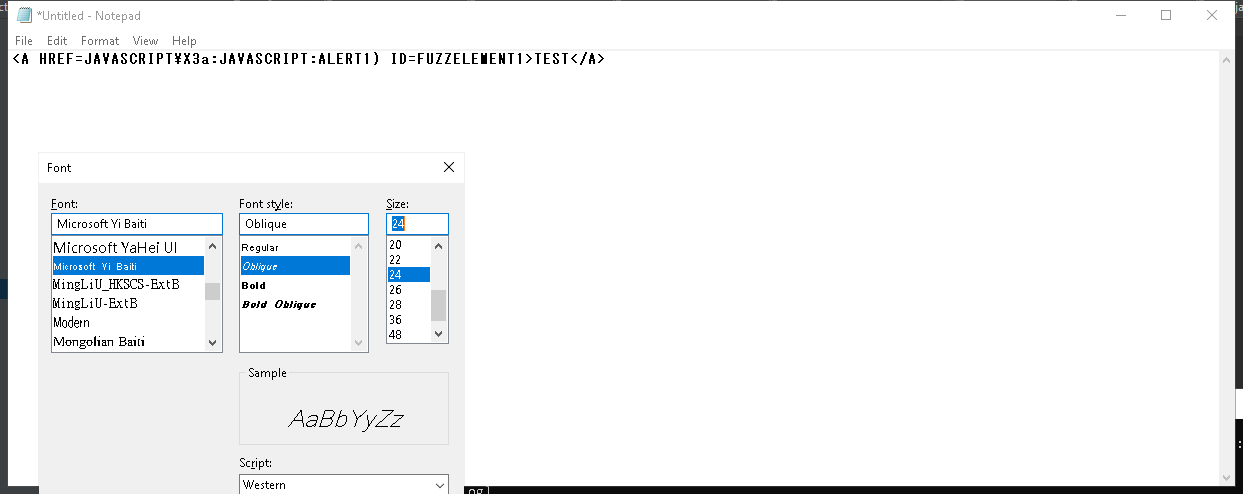 *Untitled - Notepad
File Edit Format View Help
<A HREF=JAVASCRIPT¥X3a:JAVASCRIPT:ALERT1) ID=FUZZELEMENT1>TEST</A>
Font
Font: Font style: Size:
Microsoft Yi Baiti Oblique 24
Microsoft YaHei UI Regular 20
Microsoft Yi Baiti Oblique 22
MingLiU_HKSCS-ExtB Bold 24
MingLiU-ExtB Bold Oblique 26
Modern 28
Mongolian Baiti 36
48
Sample
AaBbYyZz
Script:
Western